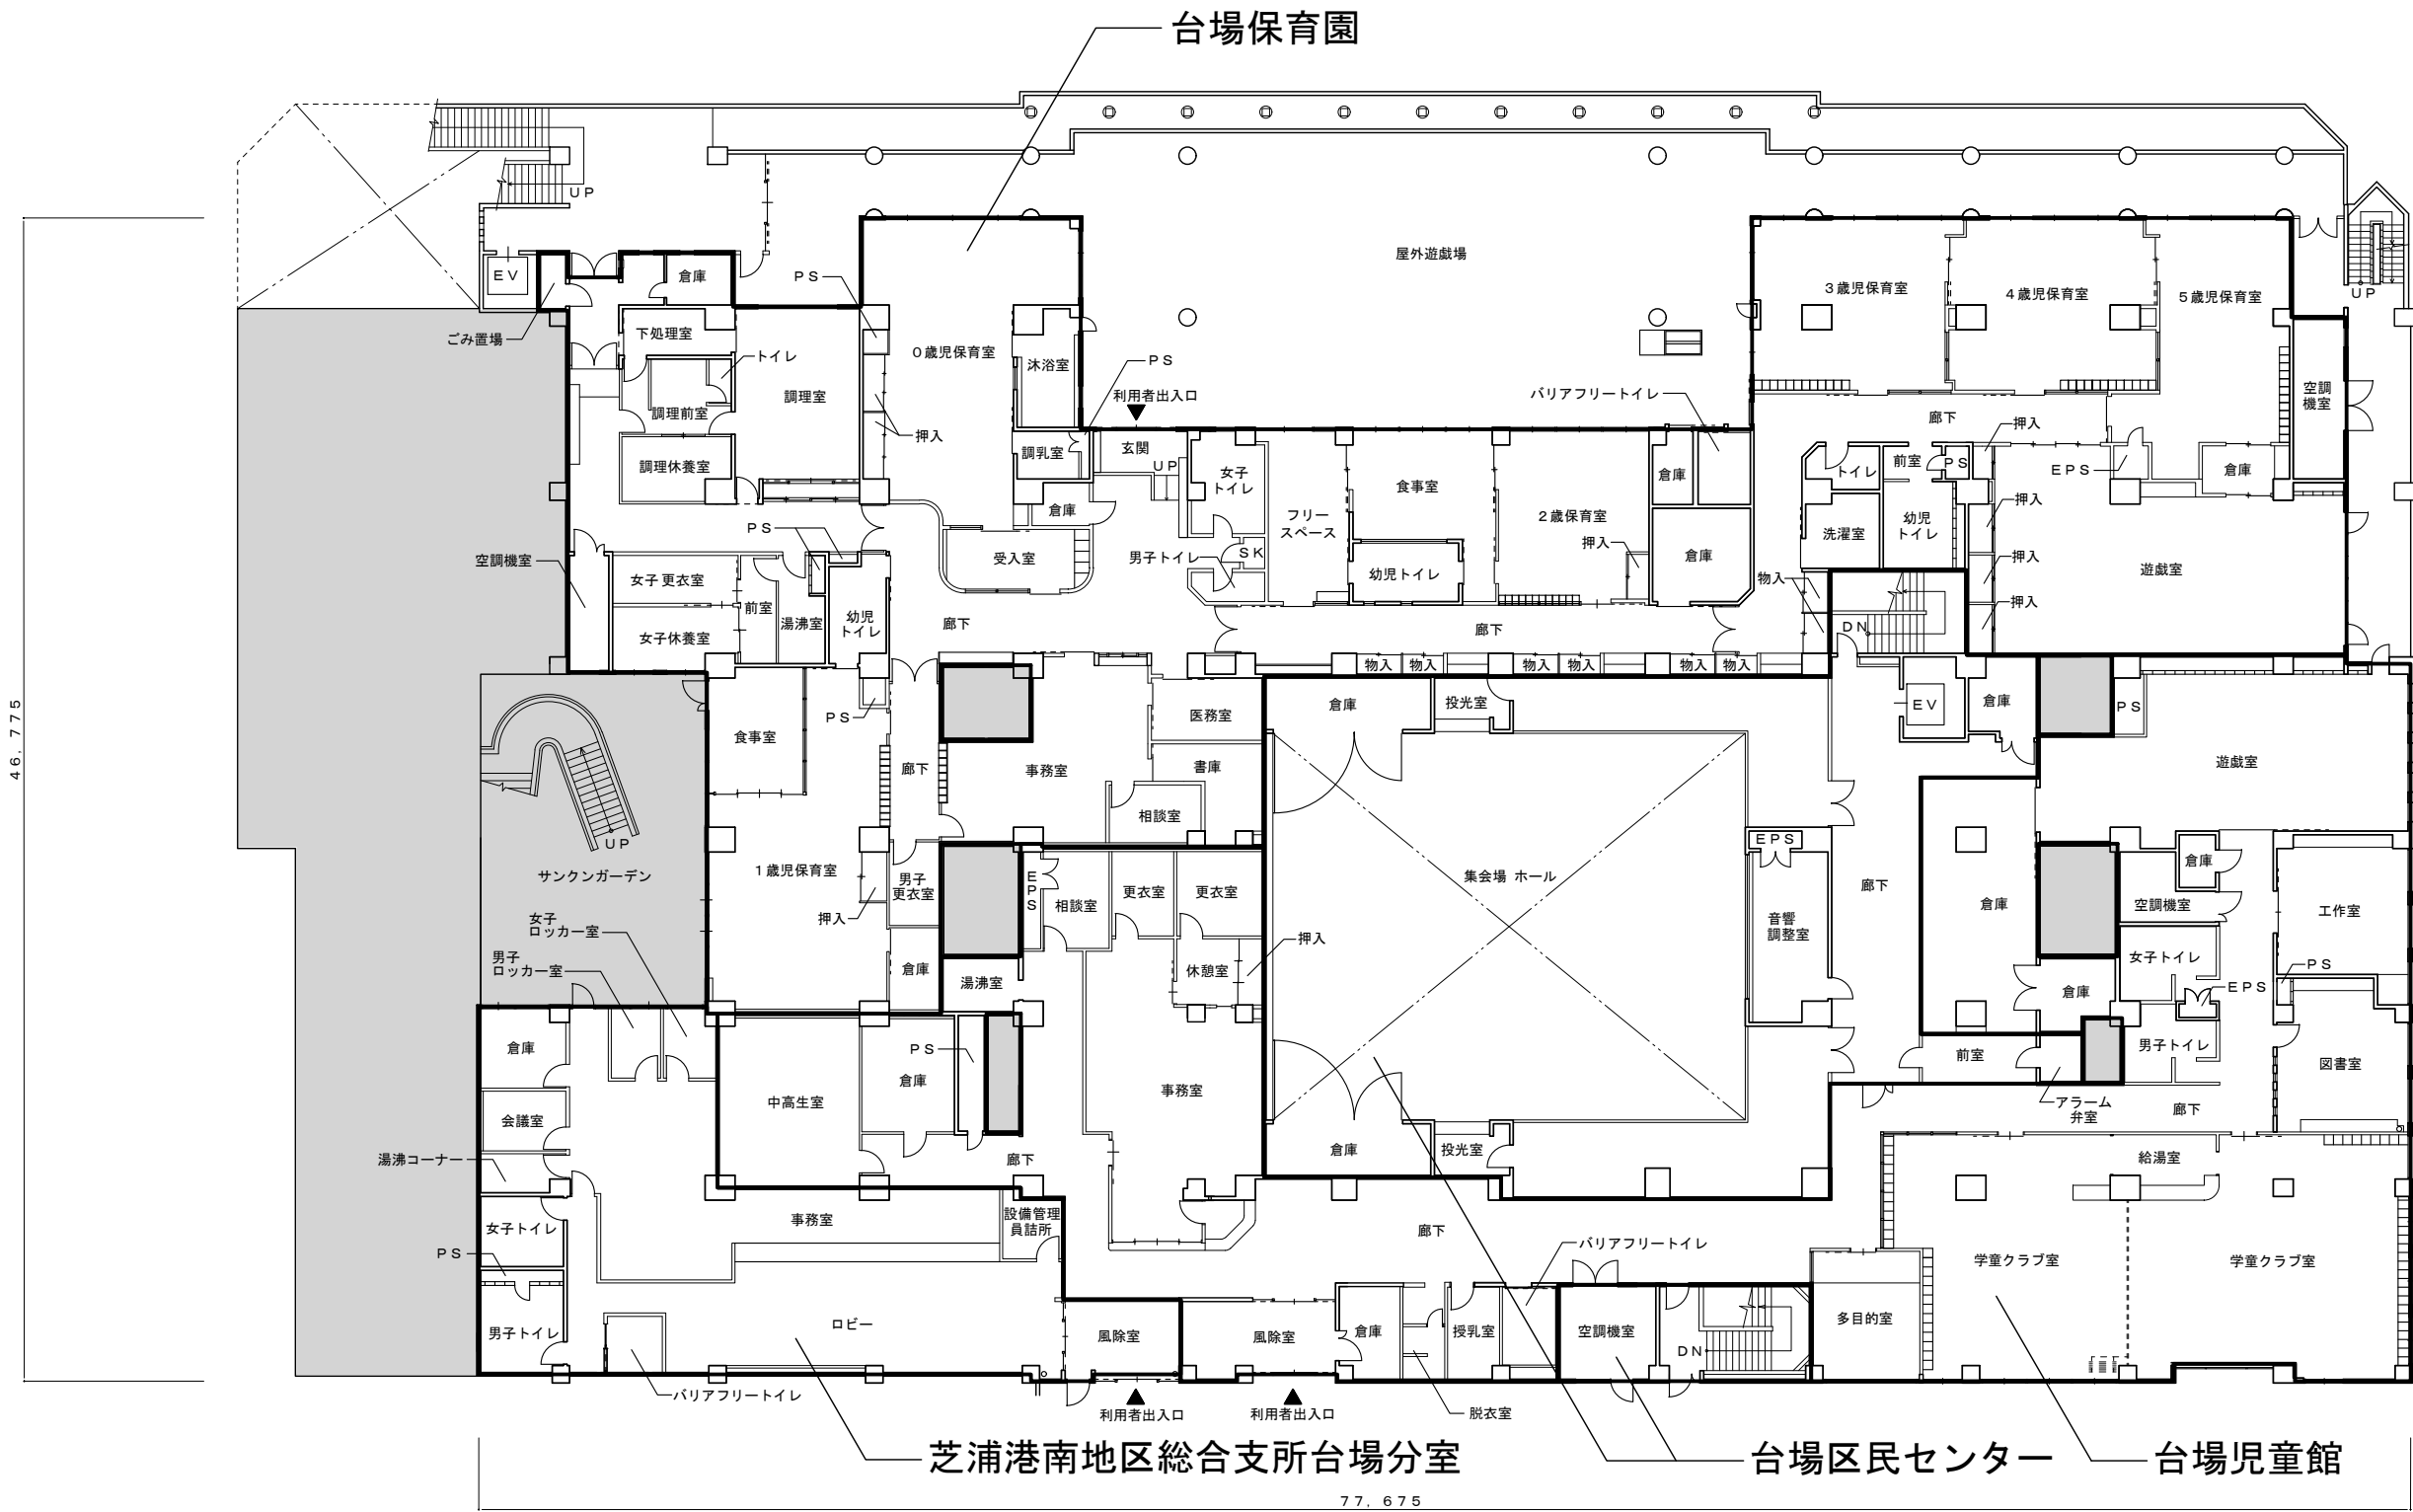 台場保育園
UP
EV
倉庫
PS
屋外遊戯場
3歳児保育室
4歳児保育室
5歳児保育室
UP
ごみ置場
下処理室
トイレ
0歳児保育室
沐浴室
PS
利用者出入口
調理室
調理前室
バリアフリートイレ
空調
機室
廊下
押入
押入
調理休養室
調乳室
玄関
UP
女子
トイレ
倉庫
トイレ
前室
PS
EPS
倉庫
食事室
倉庫
フリー
スペース
2歳保育室
洗濯室
幼児
トイレ
押入
PS
空調機室
受入室
男子トイレ
SK
押入
倉庫
押入
遊戯室
女子更衣室
幼児トイレ
物入
押入
前室
湯沸室
幼児
トイレ
女子休養室
廊下
廊下
DN
物入
物入
物入
物入
物入
物入
46,775
PS
医務室
倉庫
投光室
EV
倉庫
PS
食事室
廊下
事務室
書庫
遊戯室
相談室
UP
サンクンガーデン
1歳児保育室
男子
更衣室
EPS
相談室
更衣室
更衣室
集会場 ホール
EPS
廊下
倉庫
倉庫
空調機室
工作室
女子
ロッカー室
押入
音響
調整室
押入
男子
ロッカー室
倉庫
湯沸室
休憩室
女子トイレ
PS
倉庫
EPS
倉庫
PS
倉庫
前室
男子トイレ
図書室
中高生室
事務室
会議室
アラーム
弁室
廊下
湯沸コーナー
廊下
倉庫
投光室
給湯室
事務室
設備管理
員詰所
女子トイレ
廊下
PS
バリアフリートイレ
学童クラブ室
学童クラブ室
男子トイレ
ロビー
風除室
風除室
倉庫
授乳室
空調機室
DN
多目的室
バリアフリートイレ
利用者出入口
利用者出入口
脱衣室
芝浦港南地区総合支所台場分室
台場区民センター
台場児童館
77,675